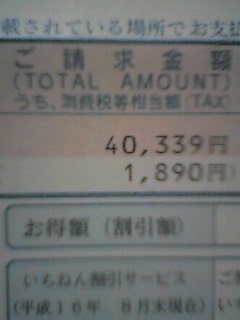 載されている場所でお支払
ご請求金額
(TOTAL AMOUNT)
うち、消費税等相当額(TAX)
40,339円
1,890円)
お得額（割引額）
いちねん割引サービス
(平成16年 8月末現在)